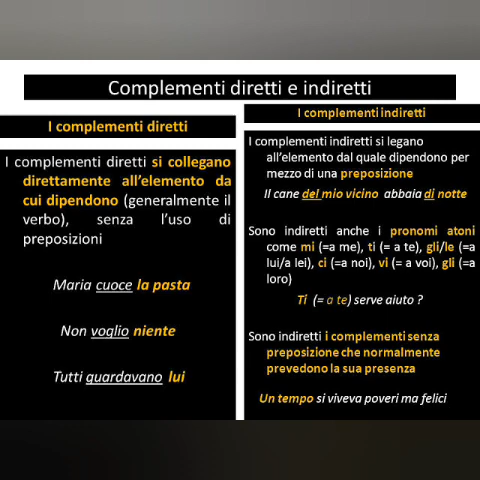 Complementi diretti e indiretti
I complementi diretti
I complementi diretti si collegano
direttamente all'elemento da
cui dipendono (generalmente il
verbo), senza l'uso di
preposizioni
Maria cuoce la pasta
Non voglio niente
Tutti guardavano lui
I complementi indiretti
I complementi indiretti si legano
all'elemento dal quale dipendono per
mezzo di una preposizione
Il cane del mio vicino abbaia di notte
Sono indiretti anche i pronomi atoni
come mi (=a me), ti (= a te), gli/le (=a
lui/a lei), ci (=a noi), vi (= a voi), gli (=a
loro)
Ti (= a te) serve aiuto ?
Sono indiretti i complementi senza
preposizione che normalmente
prevedono la sua presenza
Un tempo si viveva poveri ma felici